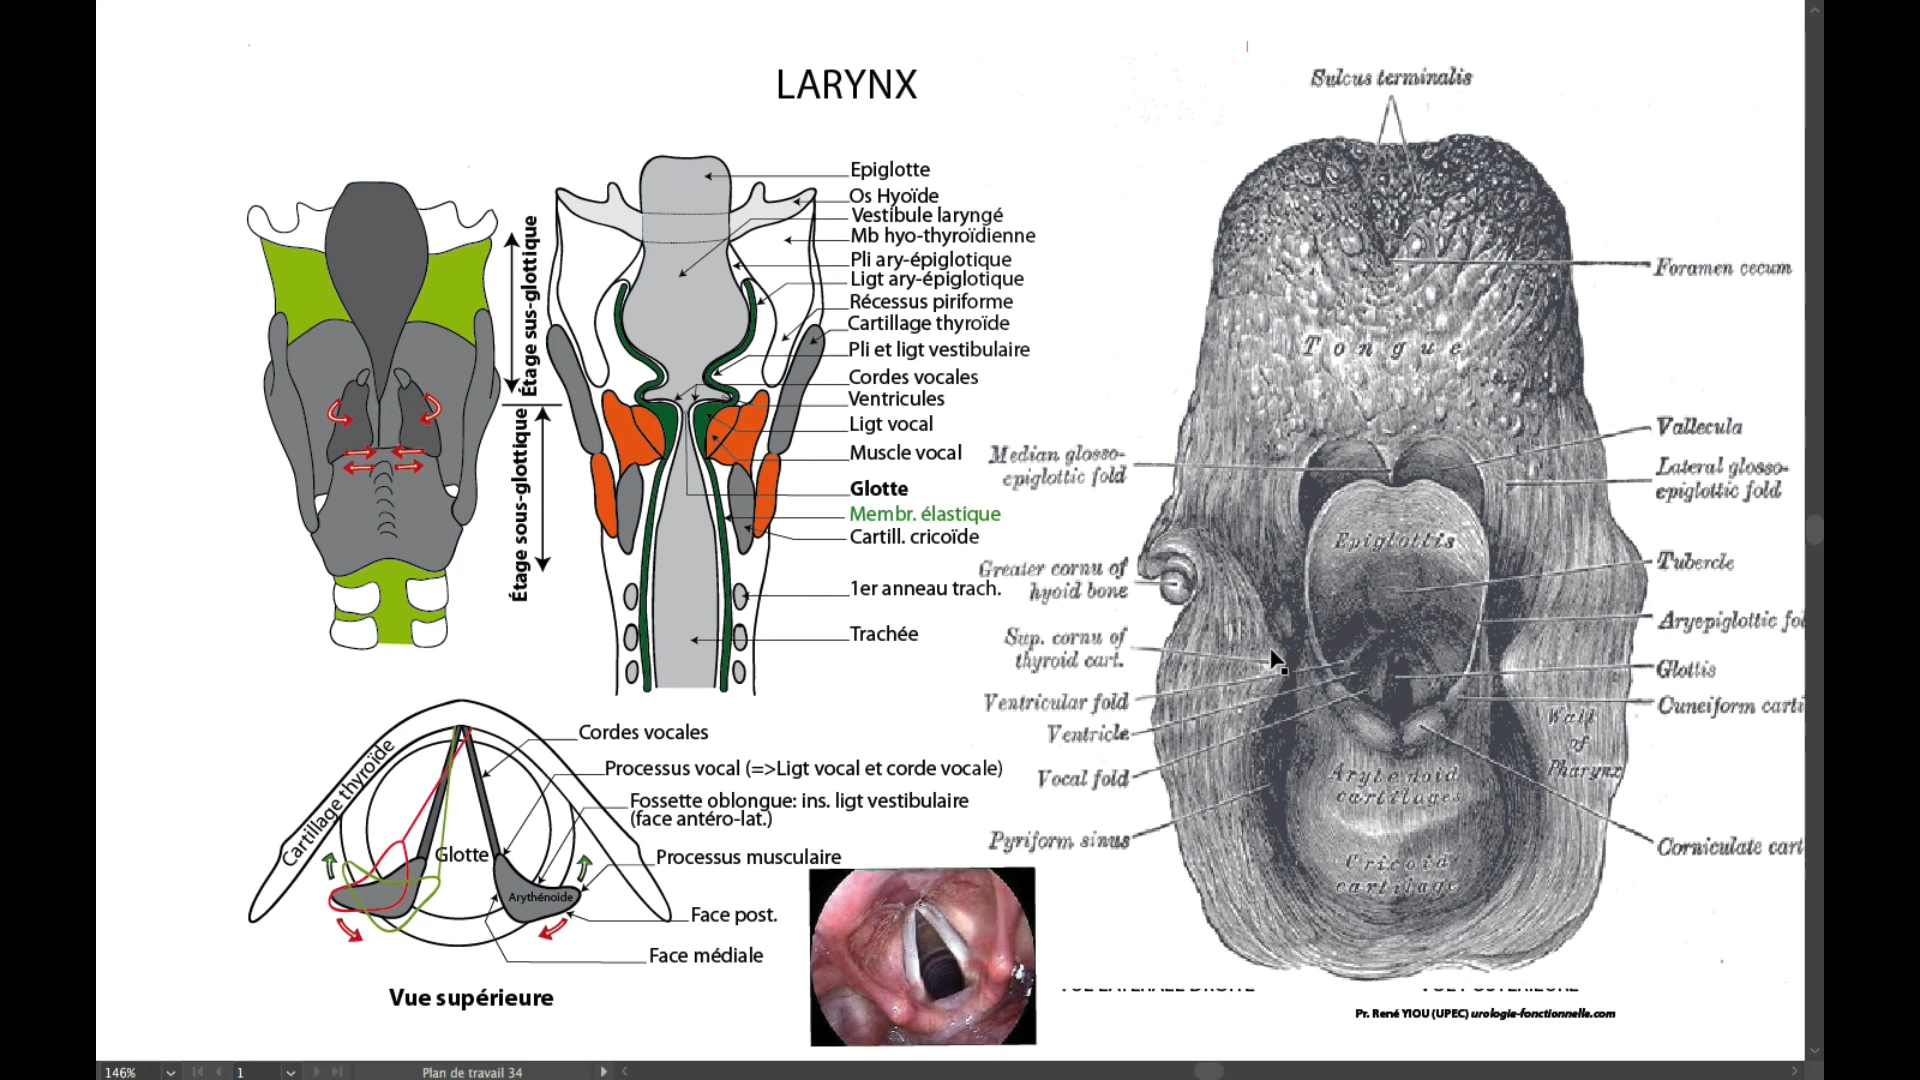 LARYNX
Étage sus-glottique
Étage sous-glottique
Epiglotte
Os Hyoïde
Vestibule laryngé
Mb hyo-thyroïdienne
Pli ary-épiglotique
Ligt ary-épiglotique
Récessus piriforme
Cartillage thyroïde
Pli et ligt vestibulaire
Cordes vocales
Ventricules
Ligt vocal
Muscle vocal
Glotte
Membr. élastique
Cartill. cricoïde
1er anneau trach.
Trachée
Cartillage thyroïde
Cordes vocales
Processus vocal (=>Ligt vocal et corde vocale)
Fossette oblongue: ins. ligt vestibulaire
(face antéro-lat.)
Glotte
Processus musculaire
Arythénoide
Face post.
Face médiale
Vue supérieure
Sulcus terminalis
Foramen cecum
Tongue
Vallecula
Median glosso-
epiglottic fold
Lateral glosso-
epiglottic fold
Epiglottis
Tubercle
Greater cornu of
hyoid bone
Aryepiglottic fol
Sup. cornu of
thyroid cart.
Glottis
Ventricular fold
Cuneiform carti
Ventricle
Wall
of
Pharynx
Vocal fold
Arytenoid
cartilages
Pyriform sinus
Corniculate cart
Cricoid
cartilage
Pr. René YIOU (UPEC) urologie-fonctionnelle.com
146%
1
Plan de travail 34